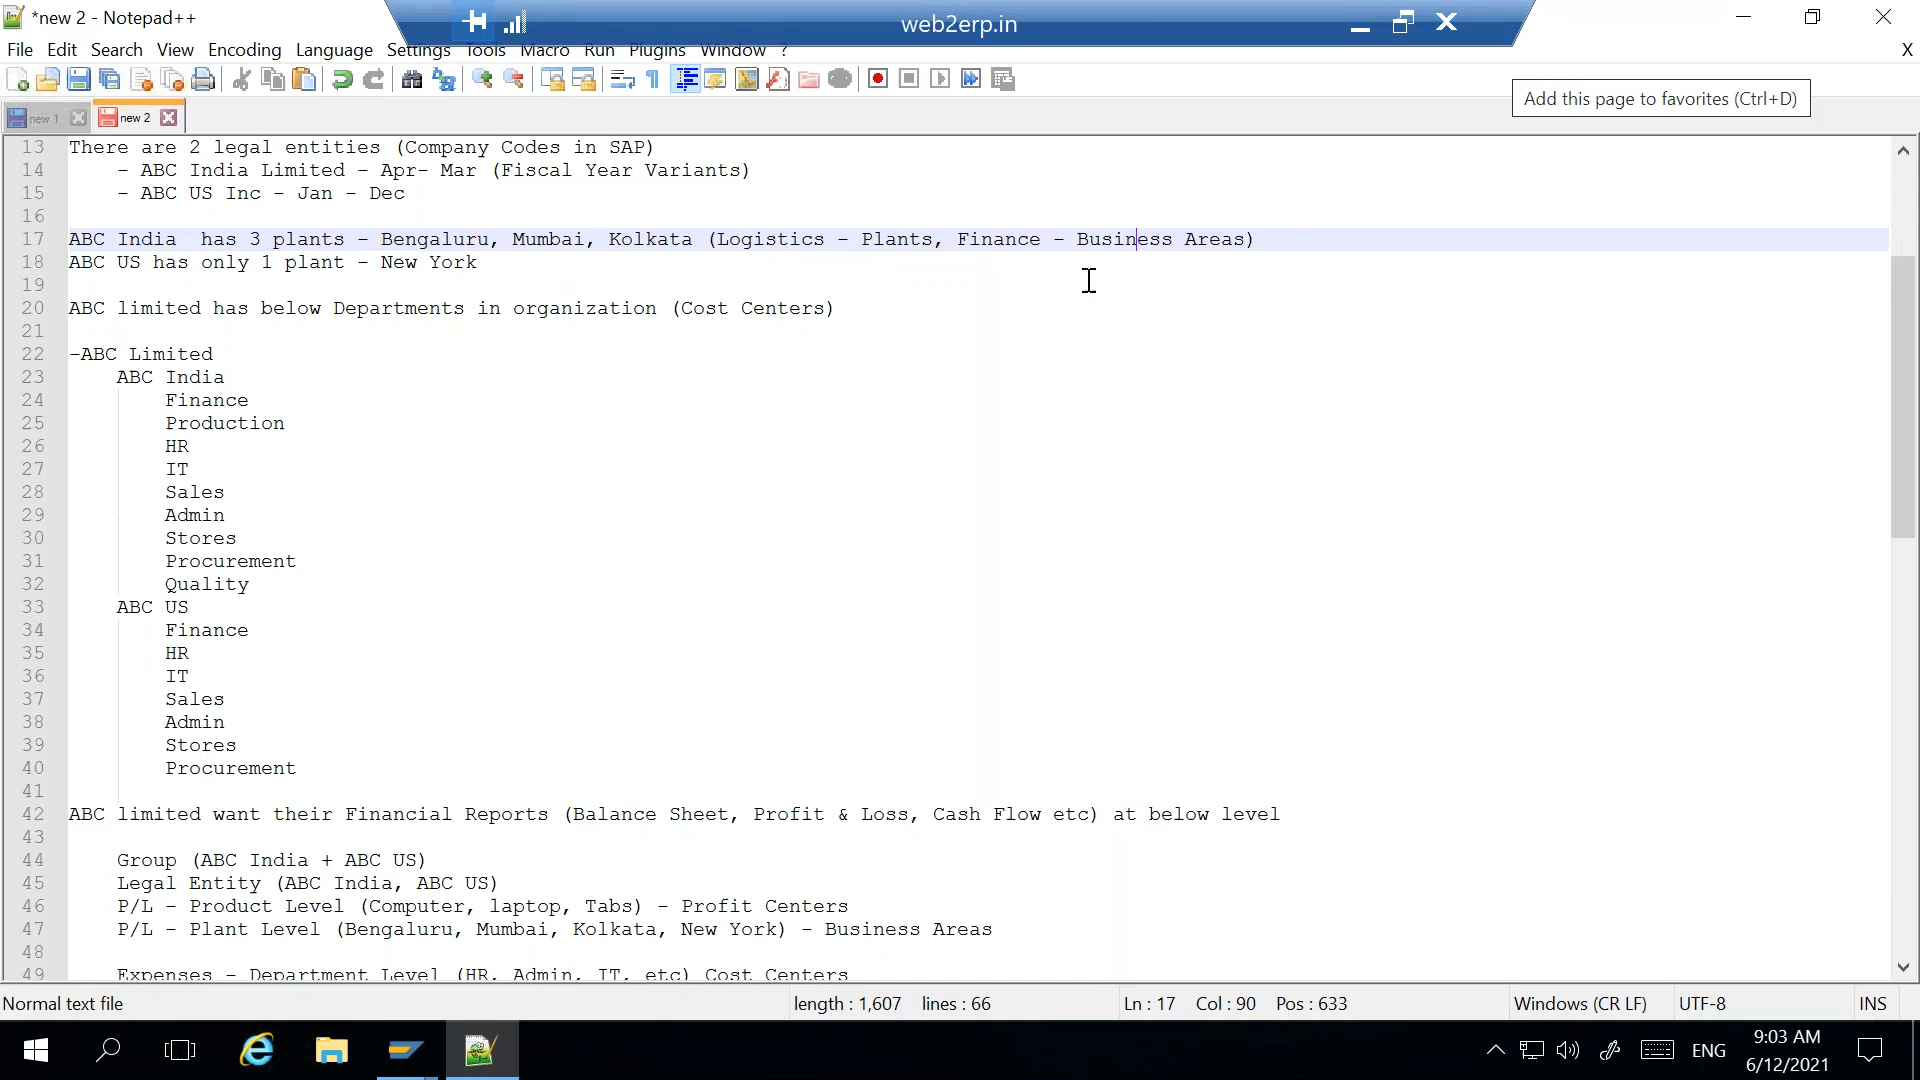 *new 2 - Notepad++
web2erp.in
File Edit Search View Encoding Language Settings Tools Macro Run Plugins Window ?
X
Add this page to favorites (Ctrl+D)
new 1 new 2
13 There are 2 legal entities (Company Codes in SAP)
14 - ABC India Limited - Apr- Mar (Fiscal Year Variants)
15 - ABC US Inc - Jan - Dec
16
17 ABC India  has 3 plants - Bengaluru, Mumbai, Kolkata (Logistics - Plants, Finance - Business Areas)
18 ABC US has only 1 plant - New York
19
20 ABC limited has below Departments in organization (Cost Centers)
21
22 -ABC Limited
23 ABC India
24 Finance
25 Production
26 HR
27 IT
28 Sales
29 Admin
30 Stores
31 Procurement
32 Quality
33 ABC US
34 Finance
35 HR
36 IT
37 Sales
38 Admin
39 Stores
40 Procurement
41
42 ABC limited want their Financial Reports (Balance Sheet, Profit & Loss, Cash Flow etc) at below level
43
44 Group (ABC India + ABC US)
45 Legal Entity (ABC India, ABC US)
46 P/L - Product Level (Computer, laptop, Tabs) - Profit Centers
47 P/L - Plant Level (Bengaluru, Mumbai, Kolkata, New York) - Business Areas
48
49 Expenses - Department Level (HR, Admin, IT, etc) Cost Centers
Normal text file length : 1,607 lines : 66 Ln : 17 Col : 90 Pos : 633 Windows (CR LF) UTF-8 INS
ENG 9:03 AM
6/12/2021